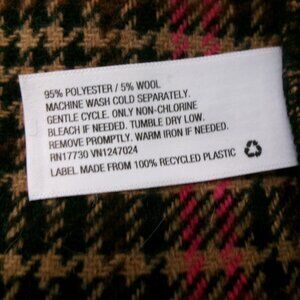 95% POLYESTER / 5% WOOL
MACHINE WASH COLD SEPARATELY.
GENTLE CYCLE. ONLY NON-CHLORINE
BLEACH IF NEEDED. TUMBLE DRY LOW.
REMOVE PROMPTLY. WARM IRON IF NEEDED.
RN17730 VN1247024
LABEL MADE FROM 100% RECYCLED PLASTIC